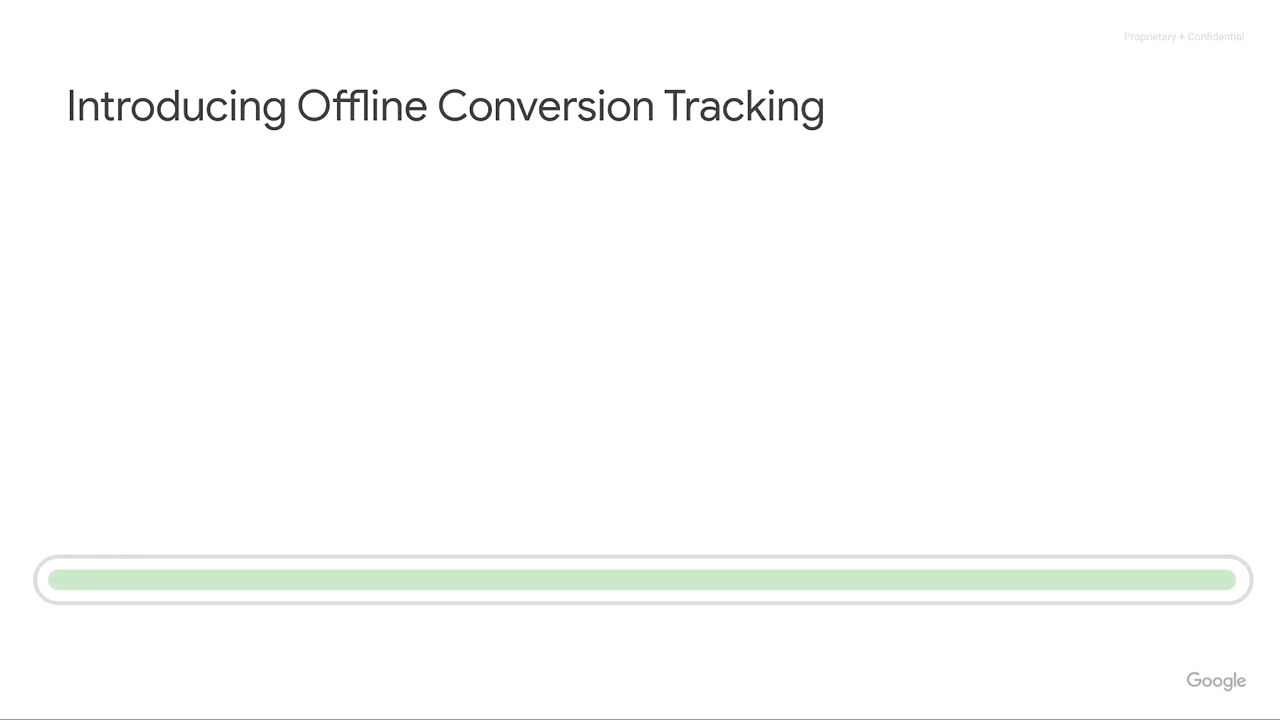 Proprietary + Confidential
Introducing Offline Conversion Tracking
Google